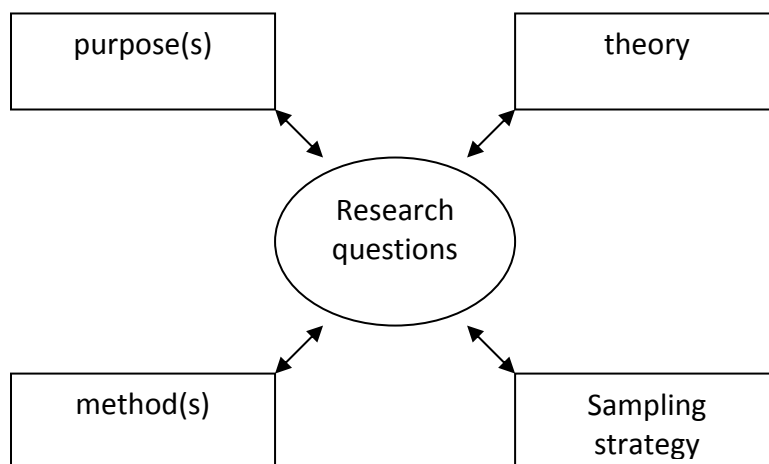 purpose(s)
theory
Research
questions
method(s)
Sampling
strategy